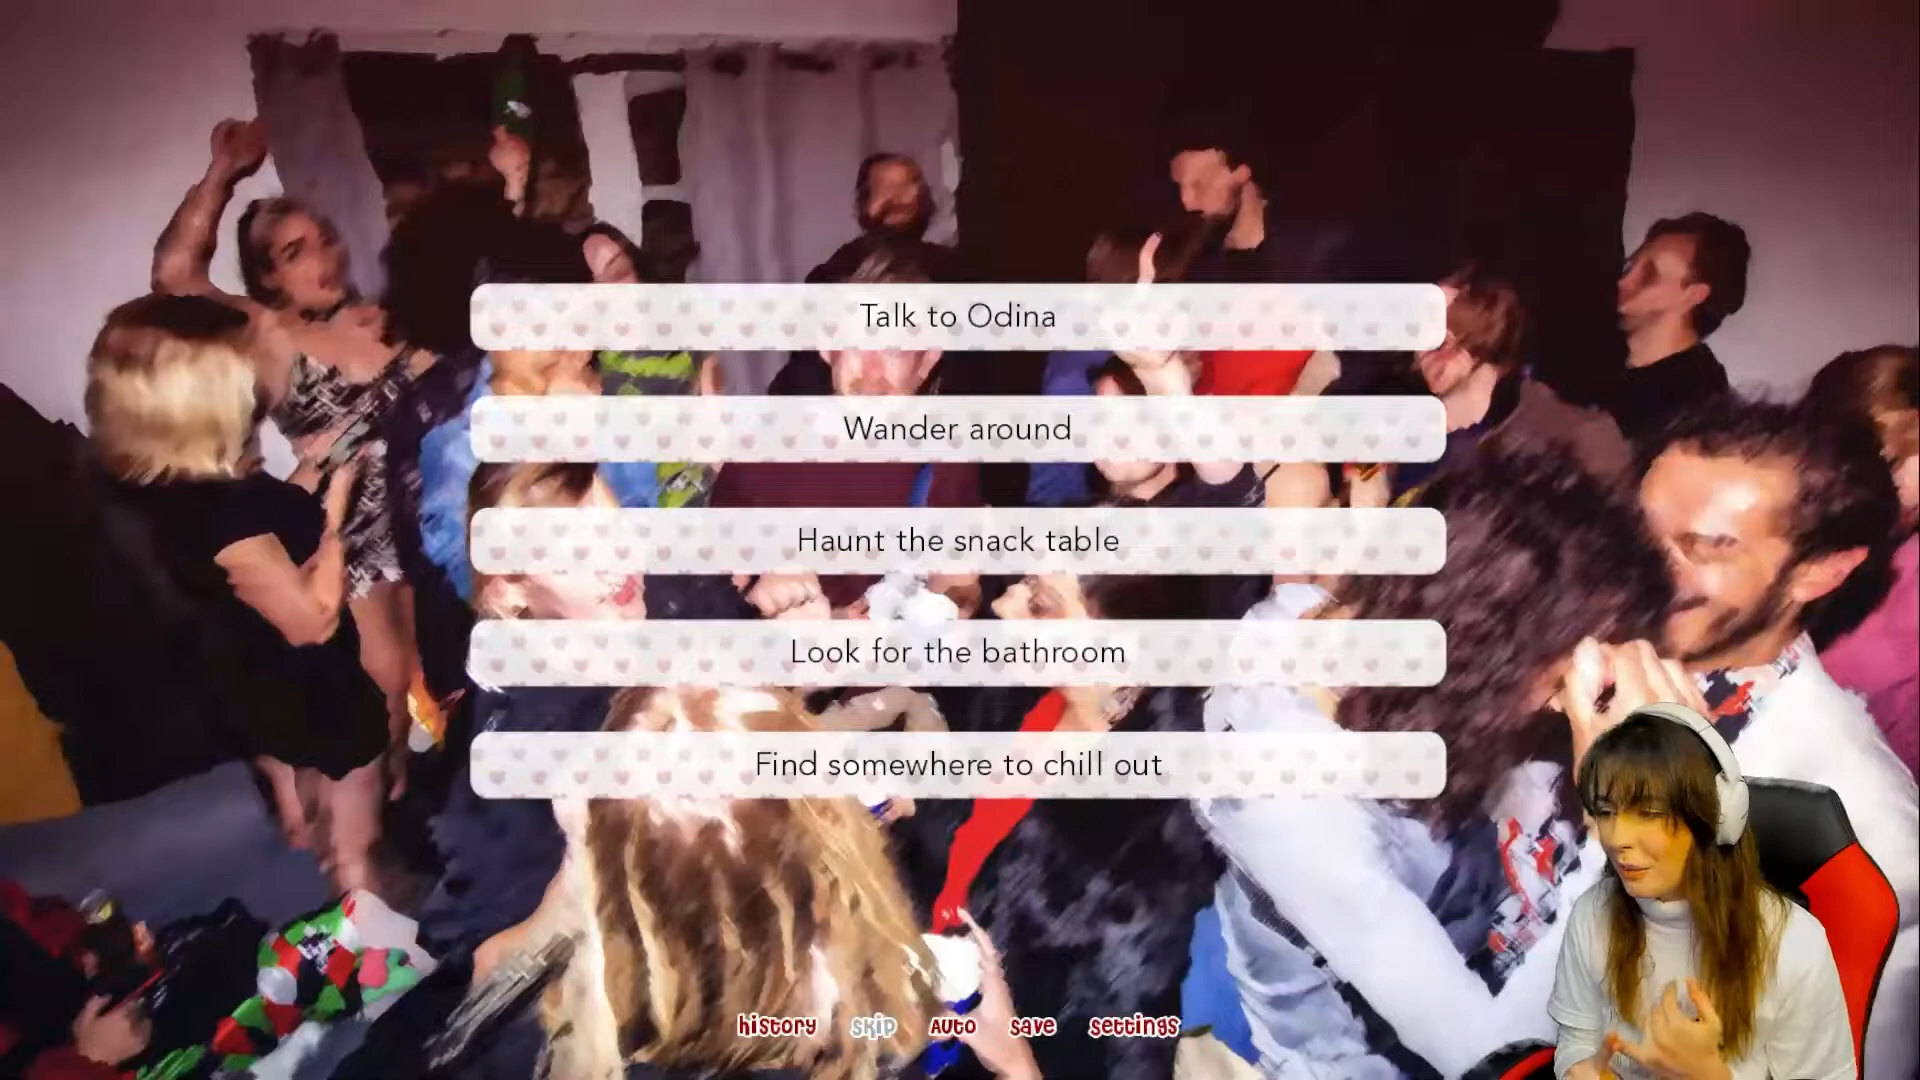 Talk to Odina
Wander around
Haunt the snack table
Look for the bathroom
Find somewhere to chill out
history skip AUTO save settings